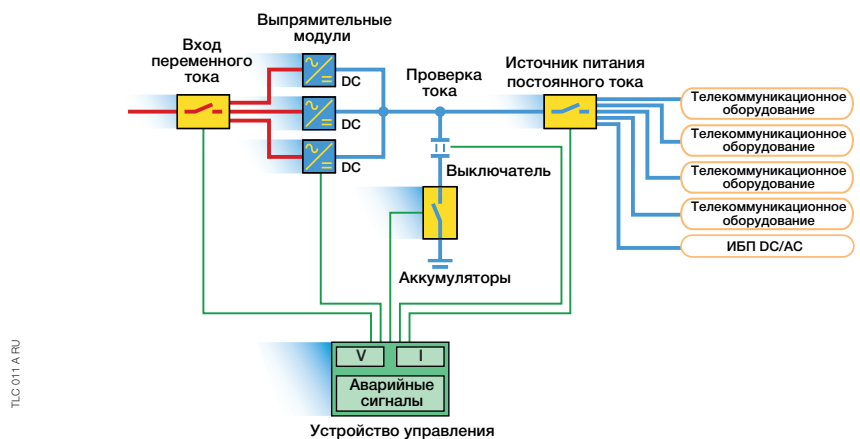 Выпрямительные
модули
Вход
переменного
тока
DC
DC
DC
Проверка
тока
Источник питания
постоянного тока
Телекоммуникационное
оборудование
Телекоммуникационное
оборудование
Телекоммуникационное
оборудование
Телекоммуникационное
оборудование
ИБП DC/AC
Выключатель
Аккумуляторы
V
I
Аварийные
сигналы
Устройство управления
TLC 011 A RU